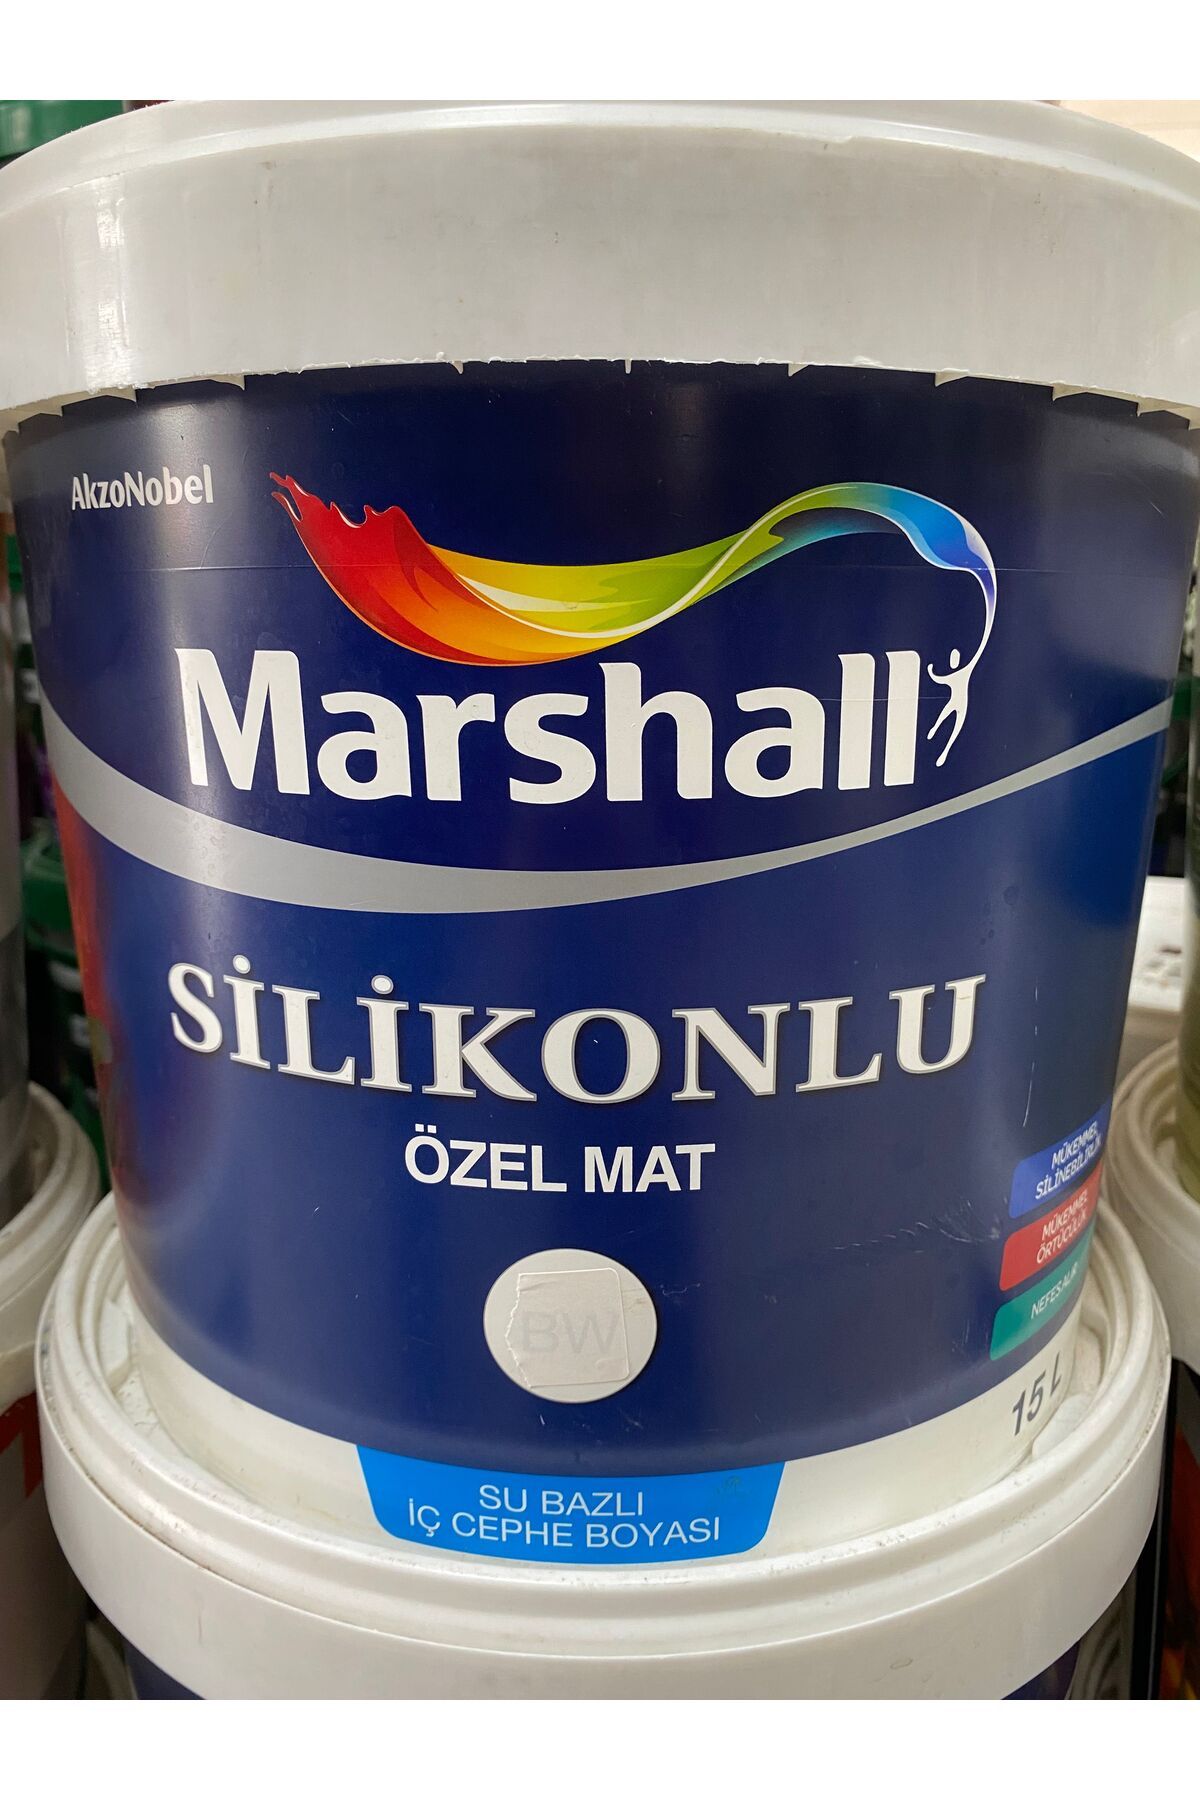 AkzoNobel
Marshall
SİLİKONLU
ÖZEL MAT
MÜKEMMEL
SİLİNEBİLİRLİK
MÜKEMMEL
ÖRTÜCÜLÜK
NEFES ALIR
BW
15 L
SU BAZLI
İÇ CEPHE BOYASI